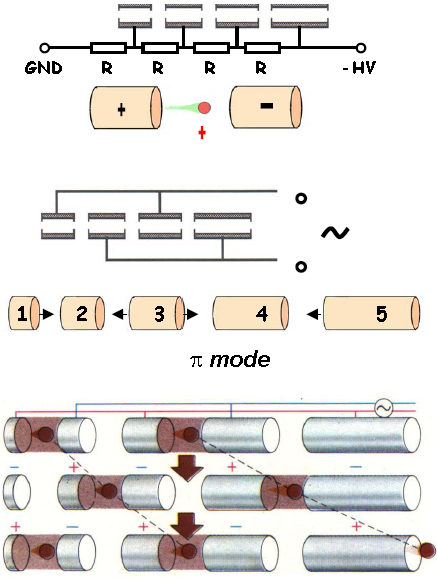 GND R R R R - HV
+ -
+
~
1 2 3 4 5
π mode
~
- + - + -
+ - + - +